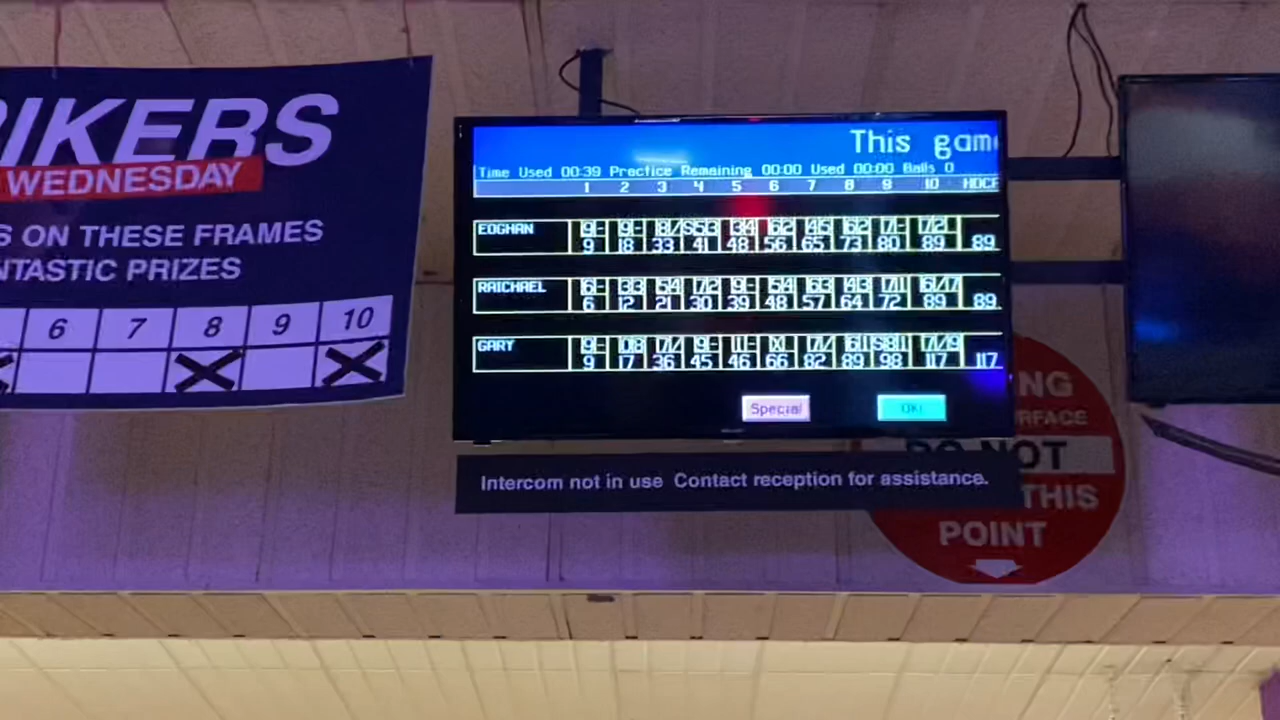 RIKERS
WEDNESDAY
S ON THESE FRAMES
NTASTIC PRIZES
6 7 8 9 10
This gam
Time Used 00:39 Practice Remaining 00:00 Used 00:00 Balls 0
1 2 3 4 5 6 7 8 9 10 HDCP
EOGHAN
9 18 33 41 48 56 65 73 80 89 89
RAICHAEL
6 12 21 30 39 48 57 64 72 89 89
GARY
9 17 36 45 46 66 82 89 98 117 117
Special OK!
NG
RFACE
DO NOT
THIS
POINT
Intercom not in use Contact reception for assistance.